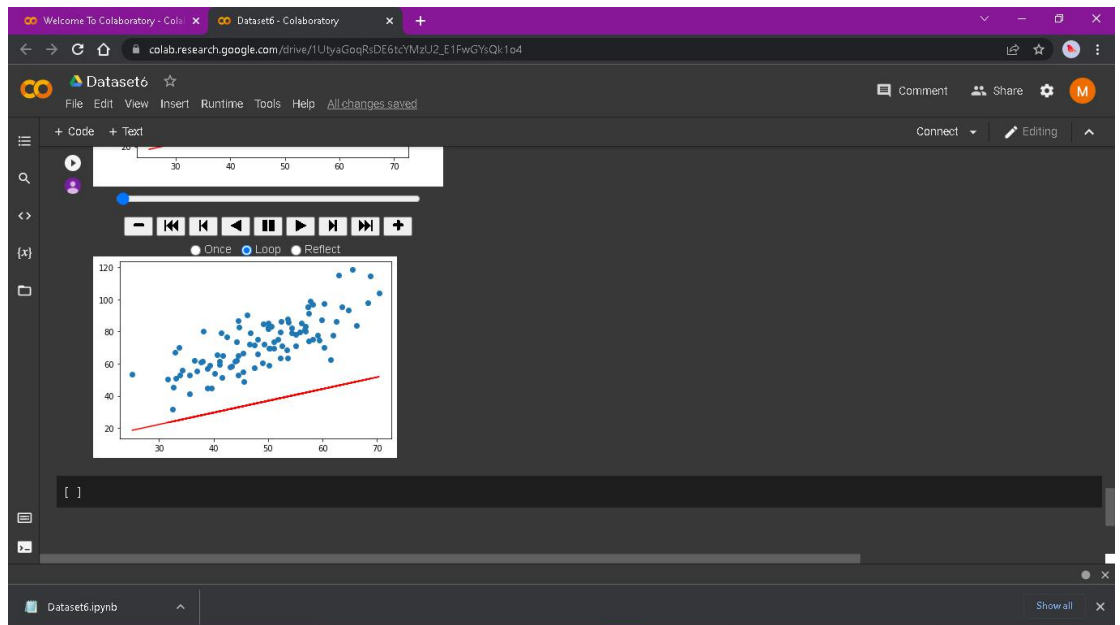 Welcome To Colaboratory - Cola
Dataset6 - Colaboratory
colab.research.google.com/drive/1UtyaGoqRsDE6tcYMzU2_E1FwGYsQk1o4
Dataset6
File Edit View Insert Runtime Tools Help All changes saved
Comment Share M
+ Code + Text
Connect Editing
20
30 40 50 60 70
Once Loop Reflect
120
100
80
60
40
20
30 40 50 60 70
{x}
[ ]
Dataset6.ipynb
Show all